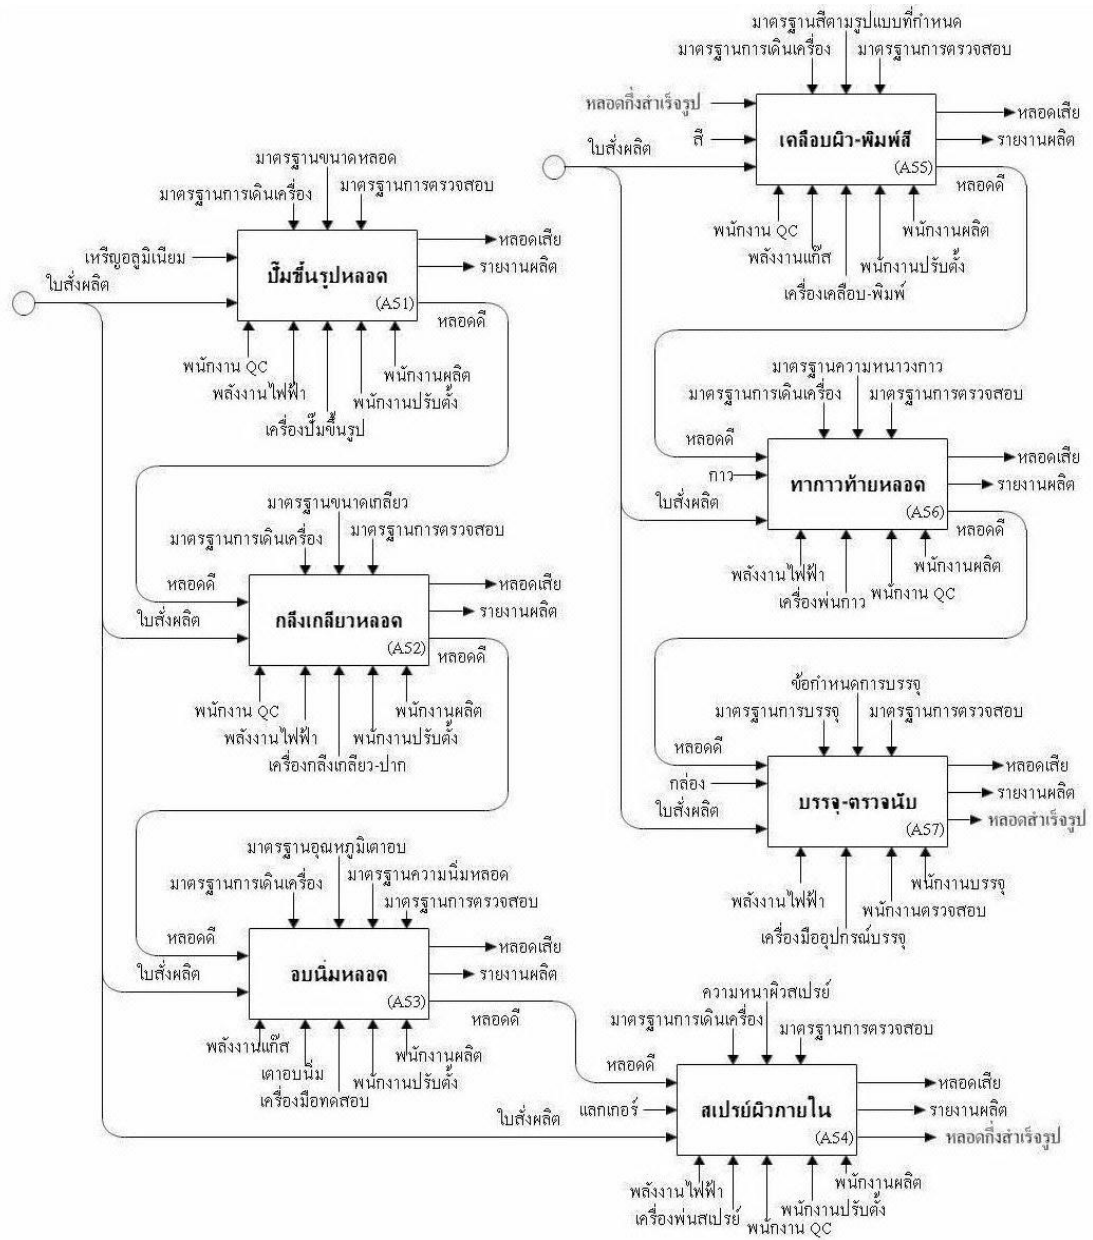 มาตรฐานขนาดหลอด
มาตรฐานการเดินเครื่อง
มาตรฐานการตรวจสอบ
เหรียญอลูมิเนียม
ใบสั่งผลิต
ปั๊มขึ้นรูปหลอด
(A51)
หลอดเสีย
รายงานผลิต
หลอดดี
พนักงาน QC
พลังงานไฟฟ้า
เครื่องปั๊มขึ้นรูป
พนักงานปรับตั้ง
พนักงานผลิต
มาตรฐานขนาดเกลียว
มาตรฐานการเดินเครื่อง
มาตรฐานการตรวจสอบ
หลอดดี
ใบสั่งผลิต
กลึงเกลียวหลอด
(A52)
หลอดเสีย
รายงานผลิต
หลอดดี
พนักงาน QC
พลังงานไฟฟ้า
เครื่องกลึงเกลียว-ปาก
พนักงานปรับตั้ง
พนักงานผลิต
มาตรฐานอุณหภูมิเตาอบ
มาตรฐานการเดินเครื่อง
มาตรฐานความนิ่มหลอด
มาตรฐานการตรวจสอบ
หลอดดี
ใบสั่งผลิต
อบนิ่มหลอด
(A53)
หลอดเสีย
รายงานผลิต
หลอดดี
พลังงานแก๊ส
เตาอบนิ่ม
เครื่องมือทดสอบ
พนักงานปรับตั้ง
พนักงานผลิต
ความหนาผิวสเปรย์
มาตรฐานการเดินเครื่อง
มาตรฐานการตรวจสอบ
หลอดดี
แลกเกอร์
ใบสั่งผลิต
สเปรย์ผิวภายใน
(A54)
หลอดเสีย
รายงานผลิต
หลอดกึ่งสำเร็จรูป
พลังงานไฟฟ้า
เครื่องพ่นสเปรย์
พนักงาน QC
พนักงานปรับตั้ง
พนักงานผลิต
มาตรฐานสีตามรูปแบบที่กำหนด
มาตรฐานการเดินเครื่อง
มาตรฐานการตรวจสอบ
หลอดกึ่งสำเร็จรูป
สี
ใบสั่งผลิต
เคลือบผิว-พิมพ์สี
(A55)
หลอดเสีย
รายงานผลิต
หลอดดี
พนักงาน QC
พลังงานแก๊ส
เครื่องเคลือบ-พิมพ์
พนักงานปรับตั้ง
พนักงานผลิต
มาตรฐานความหนาวงกาว
มาตรฐานการเดินเครื่อง
มาตรฐานการตรวจสอบ
หลอดดี
กาว
ใบสั่งผลิต
ทากาวท้ายหลอด
(A56)
หลอดเสีย
รายงานผลิต
หลอดดี
พลังงานไฟฟ้า
เครื่องพ่นกาว
พนักงาน QC
พนักงานผลิต
ข้อกำหนดการบรรจุ
มาตรฐานการบรรจุ
มาตรฐานการตรวจสอบ
หลอดดี
กล่อง
ใบสั่งผลิต
บรรจุ-ตรวจนับ
(A57)
หลอดเสีย
รายงานผลิต
หลอดสำเร็จรูป
พลังงานไฟฟ้า
เครื่องมืออุปกรณ์บรรจุ
พนักงานตรวจสอบ
พนักงานบรรจุ